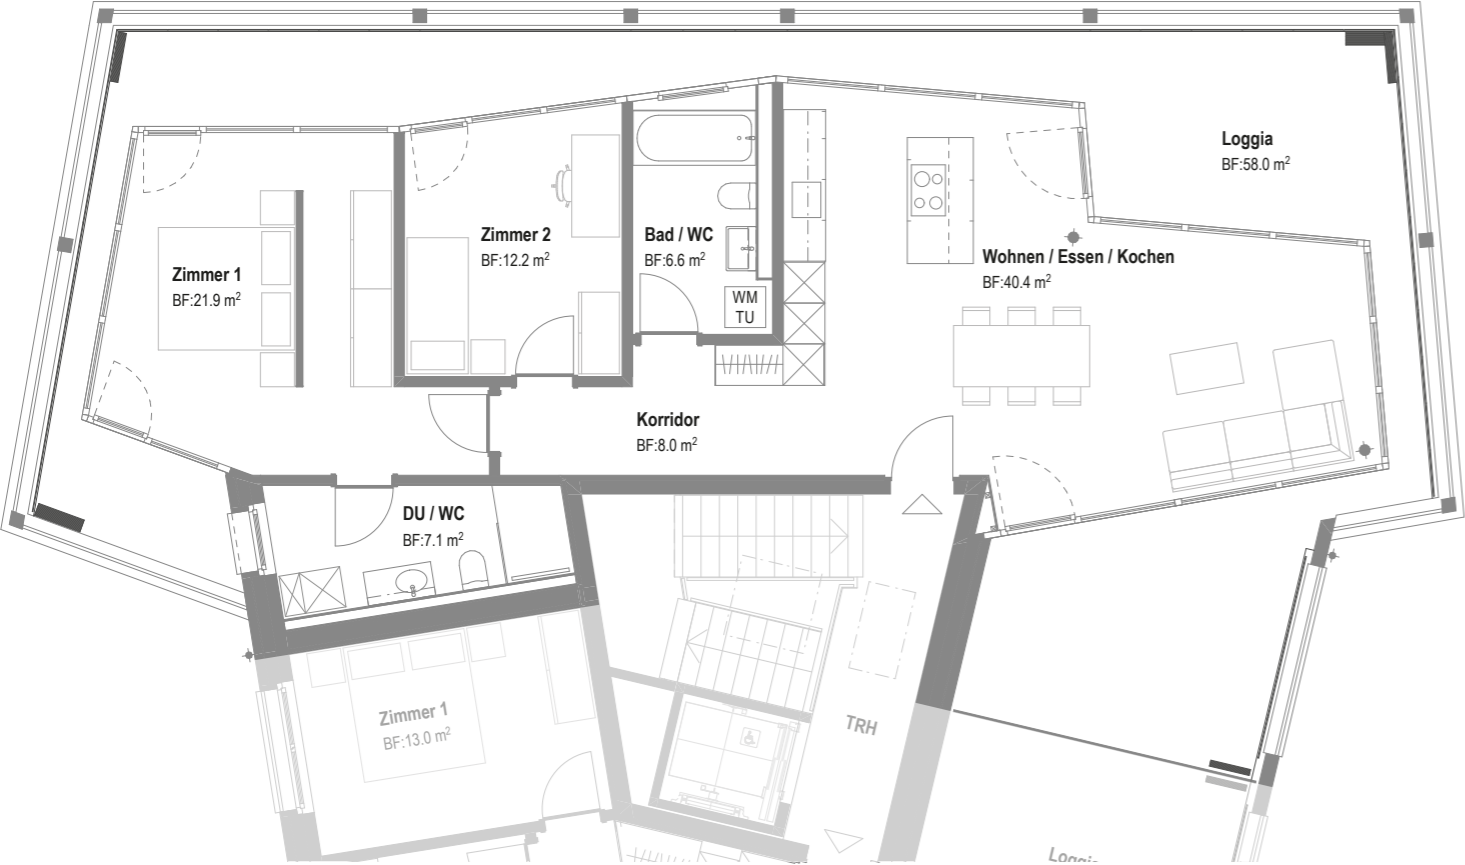 Loggia
BF:58.0 m²
Zimmer 2
BF:12.2 m²
Bad / WC
BF:6.6 m²
Wohnen / Essen / Kochen
BF:40.4 m²
Zimmer 1
BF:21.9 m²
WM
TU
Korridor
BF:8.0 m²
DU / WC
BF:7.1 m²
Zimmer 1
BF:13.0 m²
TRH
Loggia